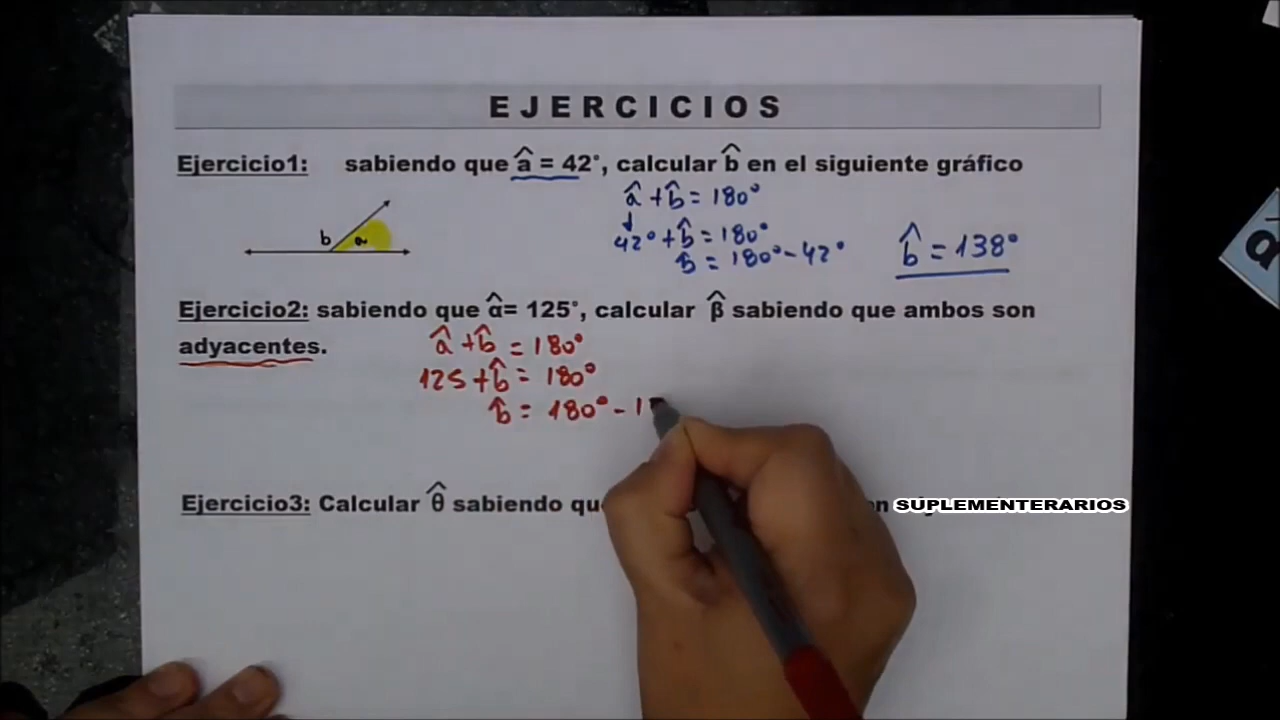 EJERCICIOS
Ejercicio1: sabiendo que â = 42°, calcular b̂ en el siguiente gráfico
â + b̂ = 180°
42° + b̂ = 180°
b̂ = 180° - 42°
b̂ = 138°
b
a
Ejercicio2: sabiendo que α̂= 125°, calcular β̂ sabiendo que ambos son
adyacentes.
â + b̂ = 180°
125 + b̂ = 180°
b̂ = 180° - 1
Ejercicio3: Calcular θ̂ sabiendo SUPLEMENTERARIOS
a